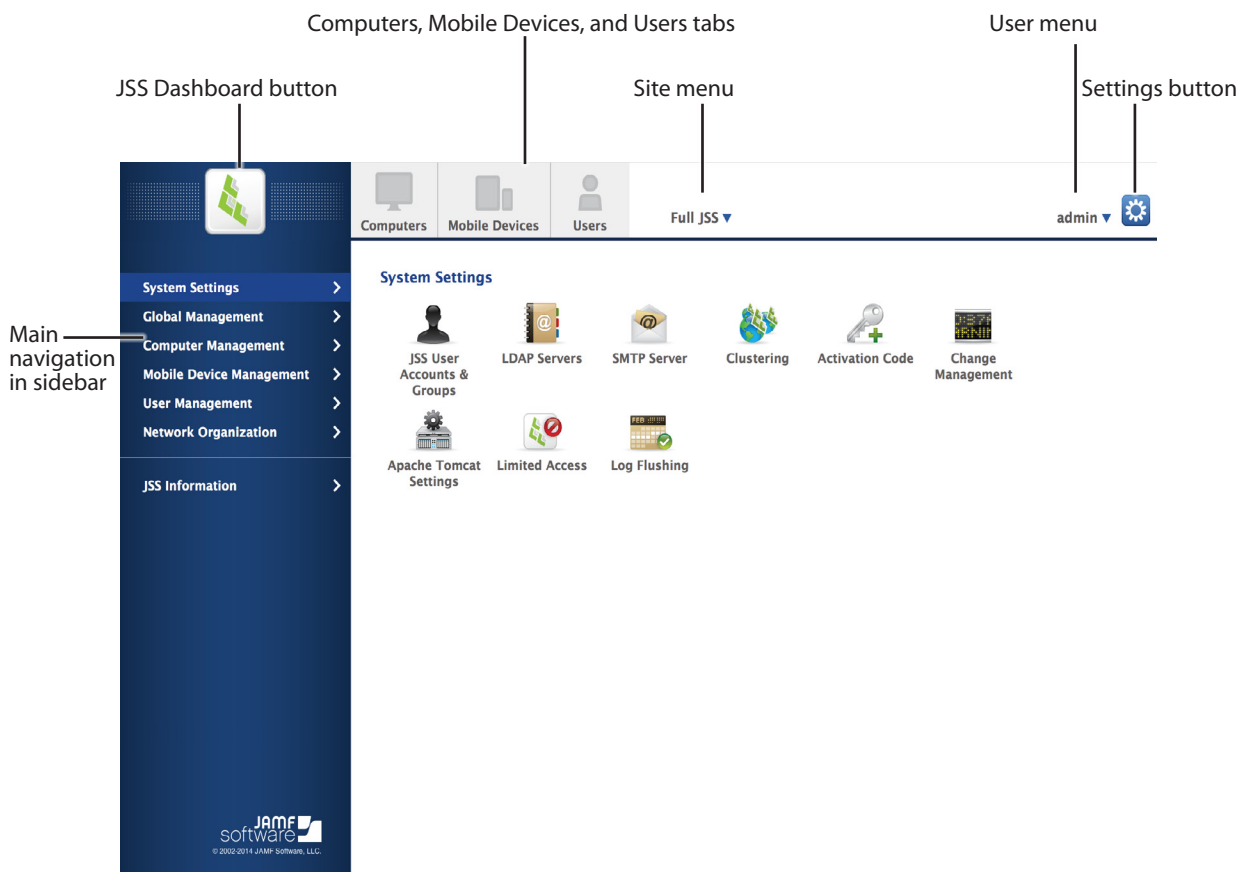 Computers, Mobile Devices, and Users tabs
User menu
JSS Dashboard button
Site menu
Settings button
Computers
Mobile Devices
Users
Full JSS
admin
System Settings
Global Management
Computer Management
Mobile Device Management
User Management
Network Organization
JSS Information
Main
navigation
in sidebar
System Settings
JSS User
Accounts &
Groups
LDAP Servers
SMTP Server
Clustering
Activation Code
Change
Management
Apache Tomcat
Settings
Limited Access
FEB
Log Flushing
JAMF
software
© 2002-2014 JAMF Software, LLC.